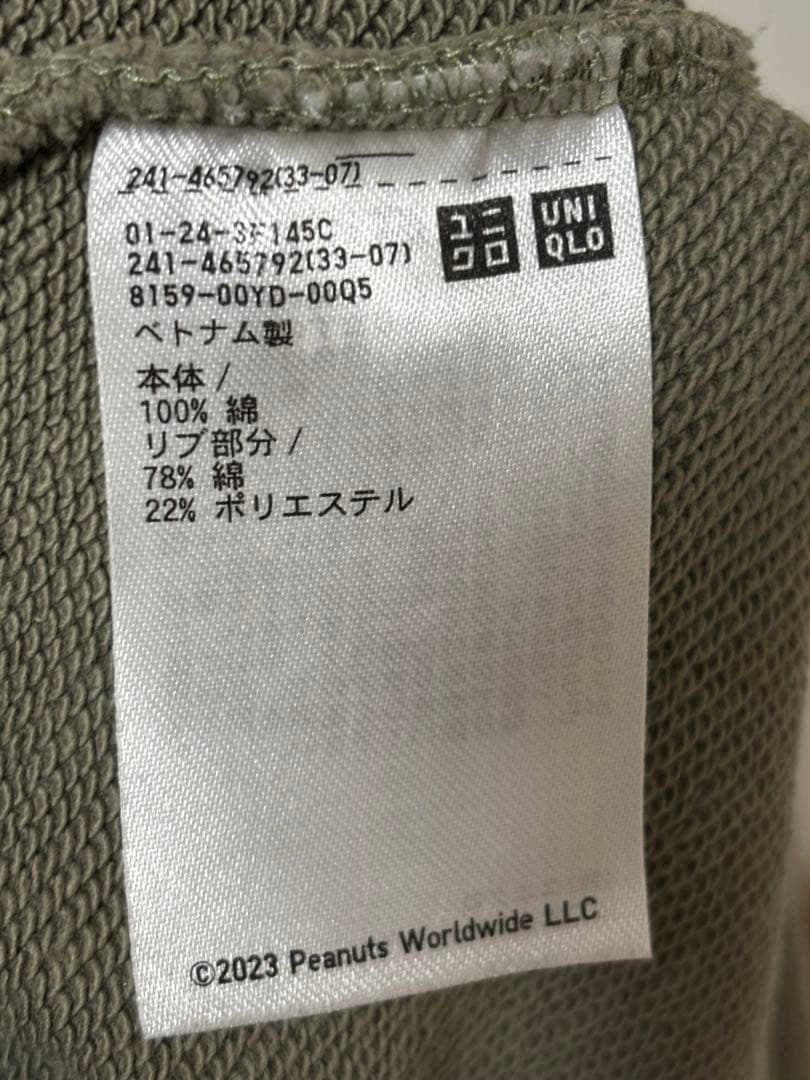 241-465792(33-07)
01-24-3F145C
241-465792(33-07)
8159-00YD-00Q5
ユニ
クロ
UNI
QLO
ベトナム製
本体 /
100% 綿
リブ部分 /
78% 綿
22% ポリエステル
©2023 Peanuts Worldwide LLC